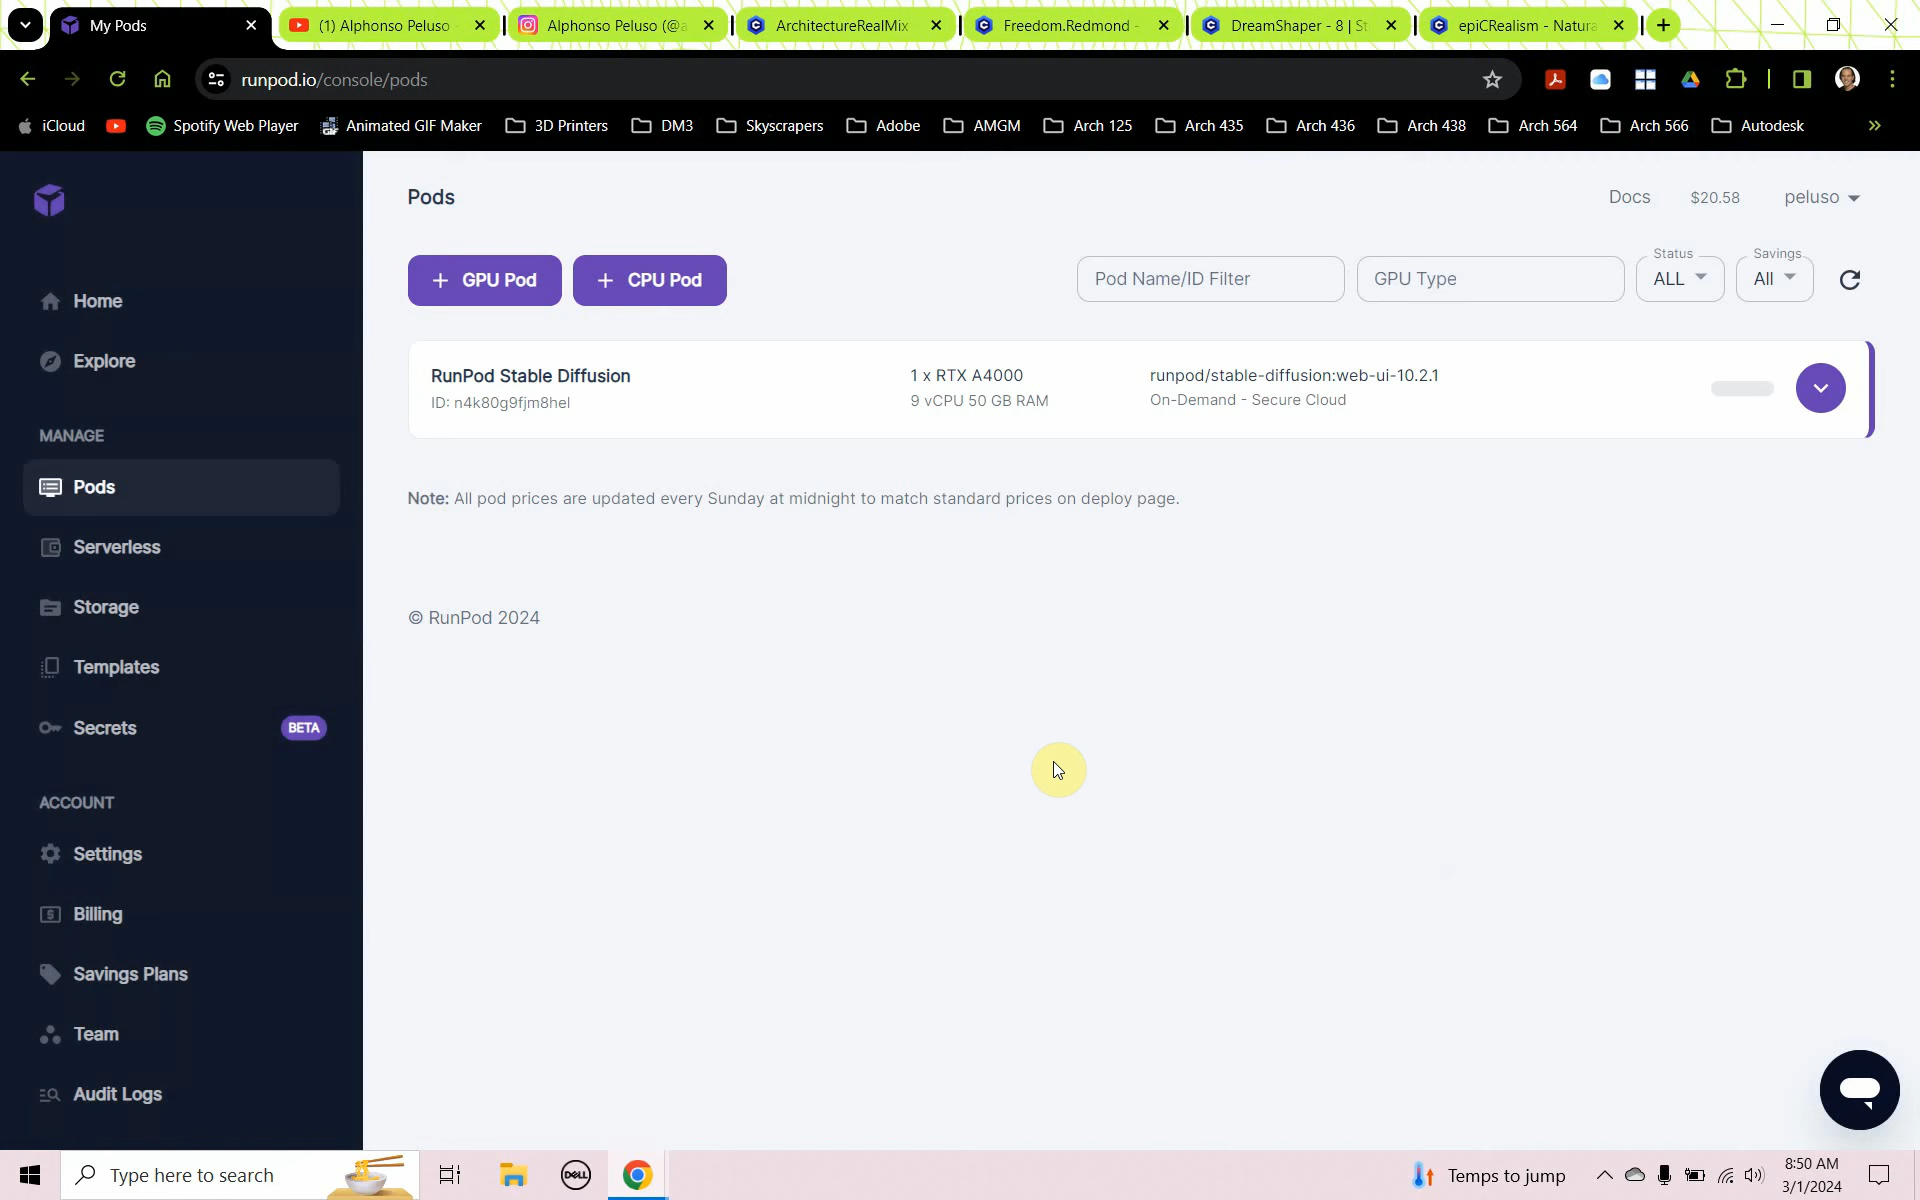 My Pods
(1) Alphonso Peluso
Alphonso Peluso (@a
ArchitectureRealMix
Freedom.Redmond -
DreamShaper - 8 | St
epiCRealism - Natura
runpod.io/console/pods
iCloud
Spotify Web Player
Animated GIF Maker
3D Printers
DM3
Skyscrapers
Adobe
AMGM
Arch 125
Arch 435
Arch 436
Arch 438
Arch 564
Arch 566
Autodesk
»
Pods
Docs
$20.58
peluso
+ GPU Pod
+ CPU Pod
Pod Name/ID Filter
GPU Type
Status
ALL
Savings
All
Home
Explore
MANAGE
Pods
Serverless
Storage
Templates
Secrets
BETA
ACCOUNT
Settings
Billing
Savings Plans
Team
Audit Logs
RunPod Stable Diffusion
ID: n4k80g9fjm8hel
1 x RTX A4000
9 vCPU 50 GB RAM
runpod/stable-diffusion:web-ui-10.2.1
On-Demand - Secure Cloud
Note: All pod prices are updated every Sunday at midnight to match standard prices on deploy page.
© RunPod 2024
Type here to search
DELL
Temps to jump
8:50 AM
3/1/2024